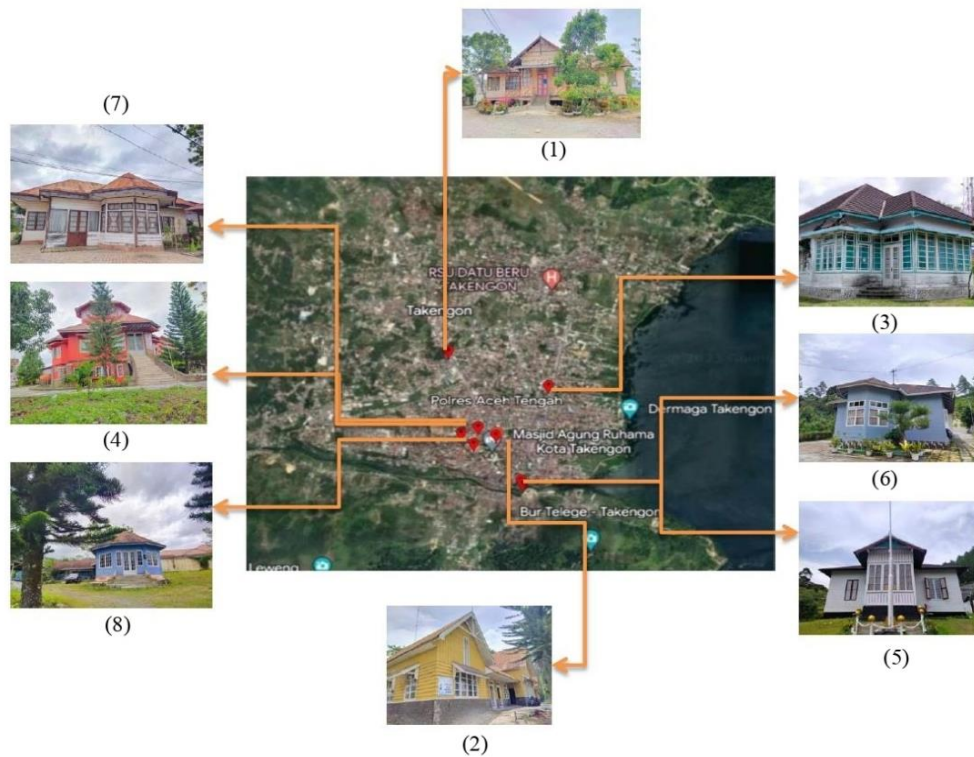 (1)
(7)
RSU DATU BERU
TAKENGON
H
Takengon
(3)
Polres Aceh Tengah
Dermaga Takengon
(4)
Masjid Agung Ruhama
Kota Takengon
(6)
Bur Telege - Takengon
Leweng
(8)
(5)
(2)